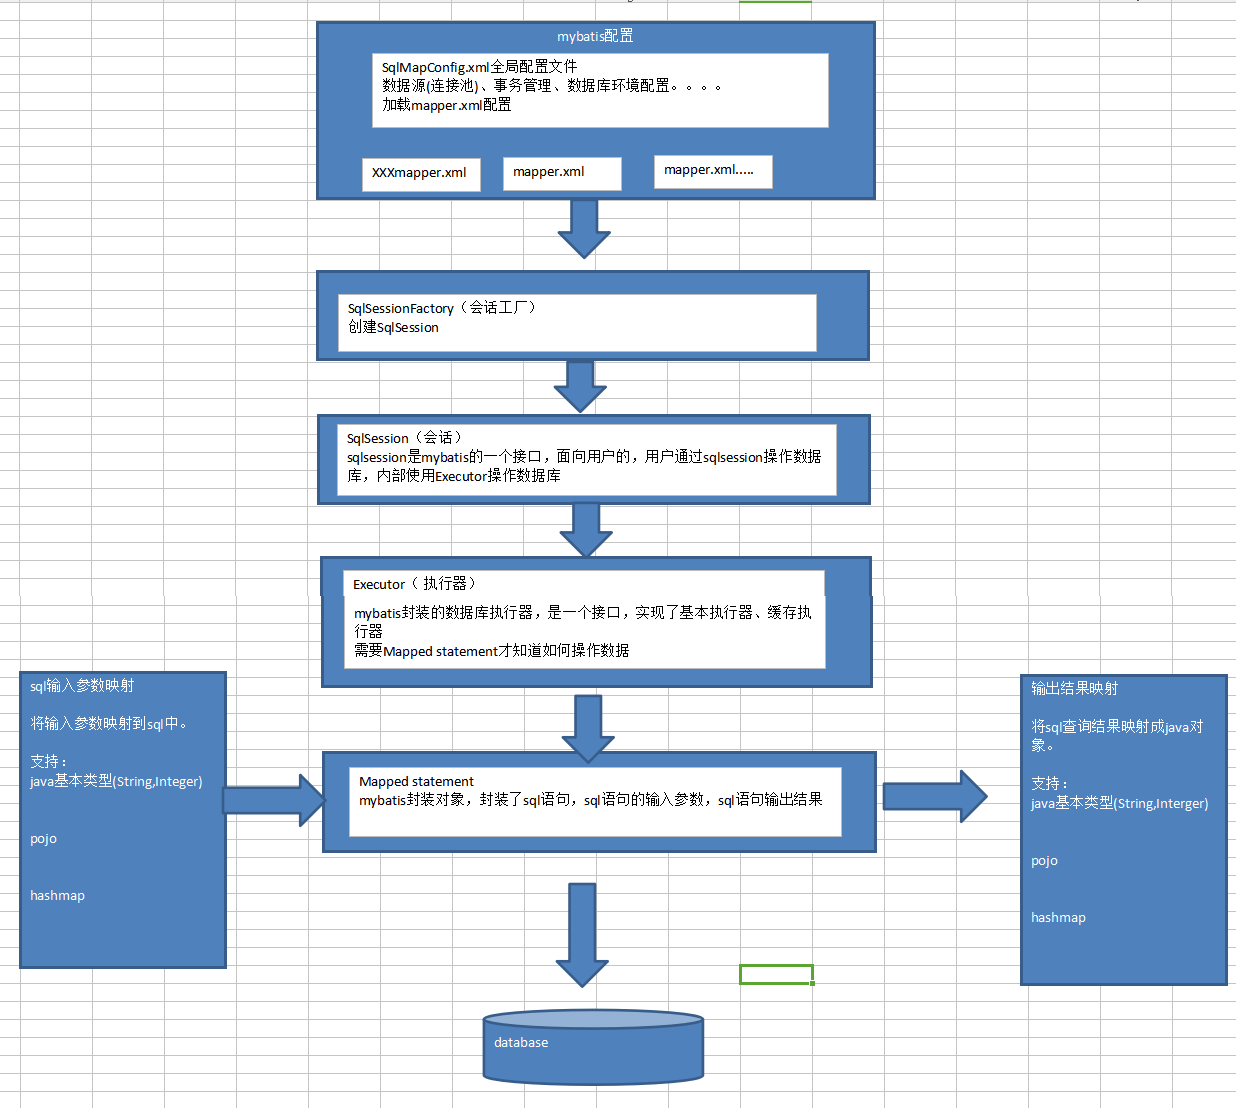 mybatis配置
SqlMapConfig.xml全局配置文件
数据源(连接池)、事务管理、数据库环境配置。。。。
加载mapper.xml配置
XXXmapper.xml
mapper.xml
mapper.xml.....
SqlSessionFactory（会话工厂）
创建SqlSession
SqlSession（会话）
sqlsession是mybatis的一个接口，面向用户的，用户通过sqlsession操作数据
库，内部使用Executor操作数据库
Executor（ 执行器）
mybatis封装的数据库执行器，是一个接口，实现了基本执行器、缓存执
行器
需要Mapped statement才知道如何操作数据
sql输入参数映射
将输入参数映射到sql中。
支持：
java基本类型(String,Integer)
pojo
hashmap
Mapped statement
mybatis封装对象，封装了sql语句，sql语句的输入参数，sql语句输出结果
输出结果映射
将sql查询结果映射成java对
象。
支持：
java基本类型(String,Interger)
pojo
hashmap
database